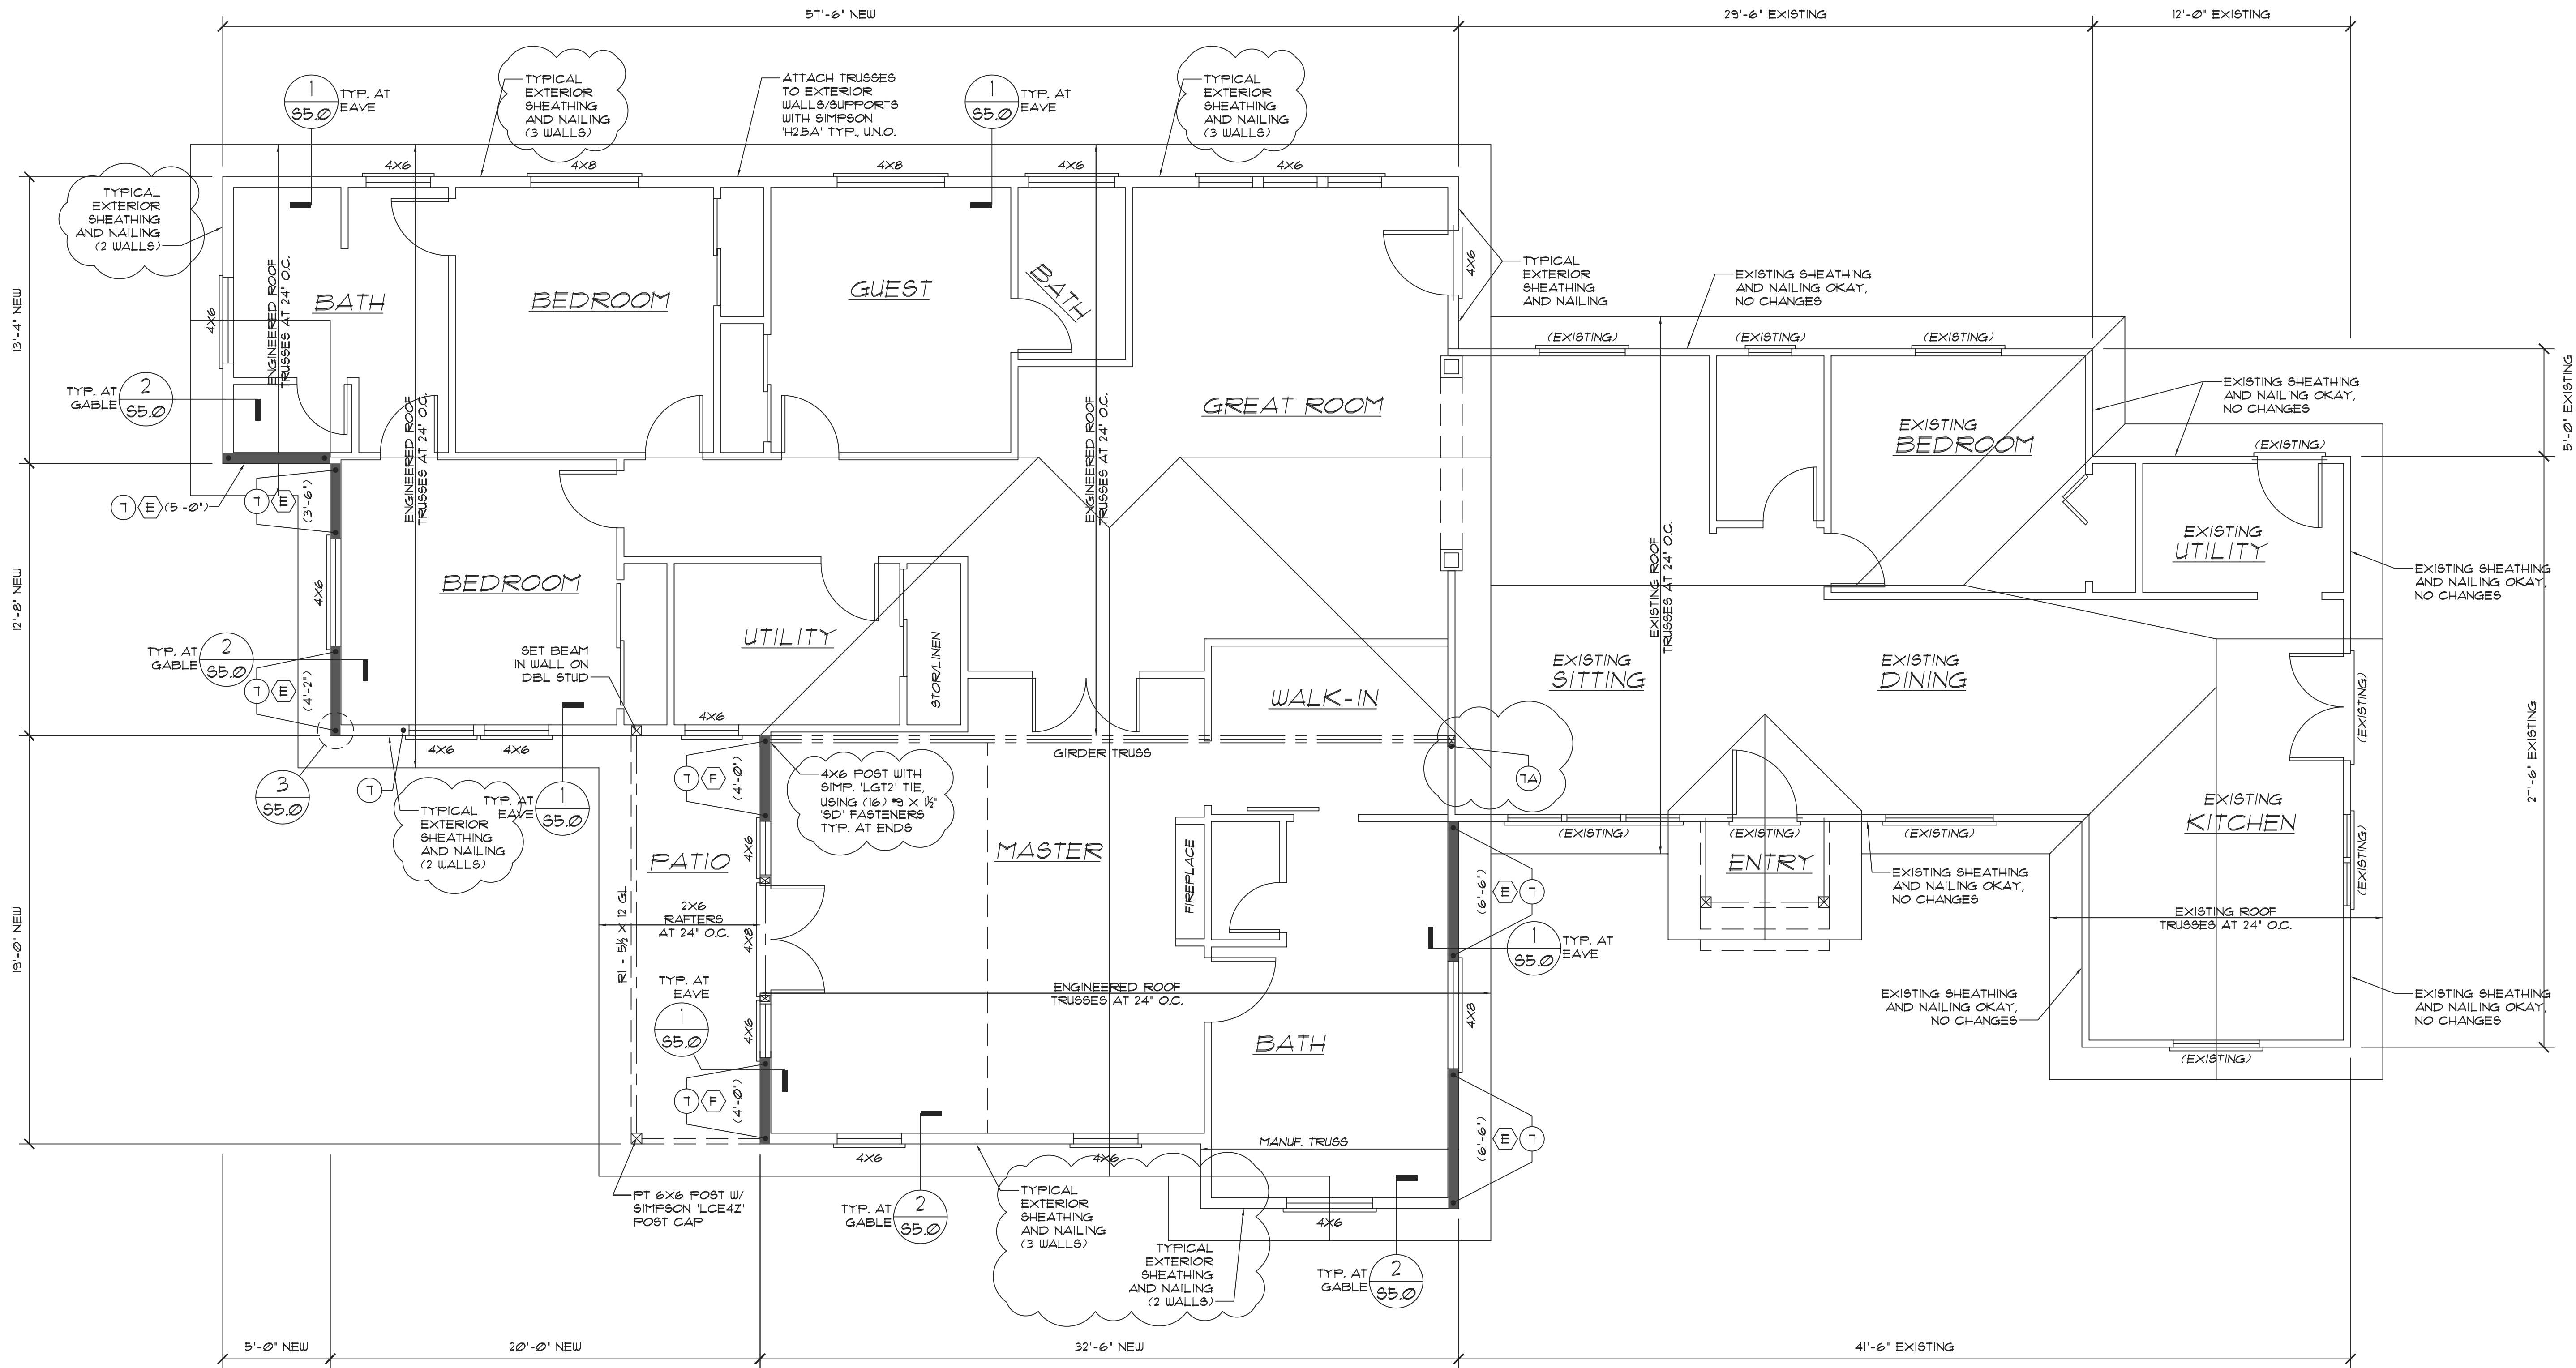 57'-6" NEW
29'-6" EXISTING
12'-0" EXISTING
1
S5.0
TYP. AT
EAVE
TYPICAL
EXTERIOR
SHEATHING
AND NAILING
(3 WALLS)
ATTACH TRUSSES
TO EXTERIOR
WALLS/SUPPORTS
WITH SIMPSON
'H2.5A' TYP., U.N.O.
1
S5.0
TYP. AT
EAVE
TYPICAL
EXTERIOR
SHEATHING
AND NAILING
(3 WALLS)
4X6
4X8
4X8
4X6
4X6
TYPICAL
EXTERIOR
SHEATHING
AND NAILING
(2 WALLS)
13'-4" NEW
4X6
ENGINEERED ROOF
TRUSSES AT 24" O.C.
BATH
BEDROOM
GUEST
BATH
4X6
TYPICAL
EXTERIOR
SHEATHING
AND NAILING
EXISTING SHEATHING
AND NAILING OKAY,
NO CHANGES
(EXISTING)
(EXISTING)
(EXISTING)
5'-0" EXISTING
TYP. AT
GABLE
2
S5.0
ENGINEERED ROOF
TRUSSES AT 24" O.C.
ENGINEERED ROOF
TRUSSES AT 24" O.C.
GREAT ROOM
EXISTING
BEDROOM
EXISTING SHEATHING
AND NAILING OKAY,
NO CHANGES
(EXISTING)
7
E
(5'-0")
7
E
(3'-6")
12'-8" NEW
4X6
BEDROOM
UTILITY
STOR/LINEN
EXISTING ROOF
TRUSSES AT 24" O.C.
EXISTING
UTILITY
EXISTING SHEATHING
AND NAILING OKAY,
NO CHANGES
TYP. AT
GABLE
2
S5.0
7
E
(4'-2")
SET BEAM
IN WALL ON
DBL STUD
WALK-IN
EXISTING
SITTING
EXISTING
DINING
(EXISTING)
4X6
4X6
4X6
GIRDER TRUSS
3
S5.0
7
TYPICAL
EXTERIOR
SHEATHING
AND NAILING
(2 WALLS)
TYP. AT
EAVE
1
S5.0
7
F
(4'-0")
4X6 POST WITH
SIMP. 'LGT2' TIE,
USING (16) #9 X 1½"
'SD' FASTENERS
TYP. AT ENDS
7A
27'-6" EXISTING
EXISTING
KITCHEN
(EXISTING)
(EXISTING)
(EXISTING)
(EXISTING)
PATIO
4X6
MASTER
FIREPLACE
(6'-6")
E
7
ENTRY
EXISTING SHEATHING
AND NAILING OKAY,
NO CHANGES
19'-0" NEW
R1 - 5½ X 12 GL
2X6
RAFTERS
AT 24" O.C.
4X8
1
S5.0
TYP. AT
EAVE
EXISTING ROOF
TRUSSES AT 24" O.C.
TYP. AT
EAVE
1
S5.0
4X6
ENGINEERED ROOF
TRUSSES AT 24" O.C.
BATH
4X8
EXISTING SHEATHING
AND NAILING OKAY,
NO CHANGES
EXISTING SHEATHING
AND NAILING OKAY,
NO CHANGES
(EXISTING)
7
F
(4'-0")
MANUF. TRUSS
(6'-6")
E
7
4X6
4X6
PT 6X6 POST W/
SIMPSON 'LCE4Z'
POST CAP
TYP. AT
GABLE
2
S5.0
TYPICAL
EXTERIOR
SHEATHING
AND NAILING
(3 WALLS)
4X6
TYPICAL
EXTERIOR
SHEATHING
AND NAILING
(2 WALLS)
TYP. AT
GABLE
2
S5.0
5'-0" NEW
20'-0" NEW
32'-6" NEW
41'-6" EXISTING